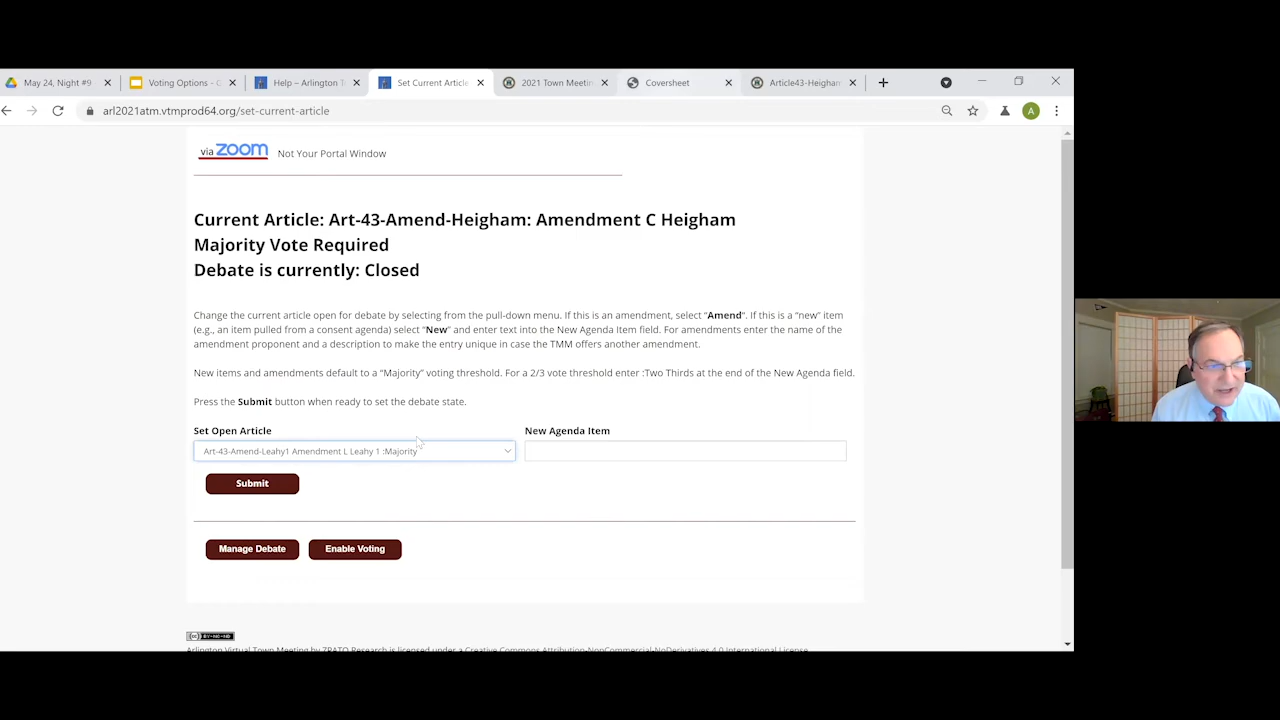 May 24, Night #9
Voting Options - 
Help – Arlington T
Set Current Article
2021 Town Meetin
Coversheet
Article43-Heigham
arl2021atm.vtmprod64.org/set-current-article
A
via zoom Not Your Portal Window
Current Article: Art-43-Amend-Heigham: Amendment C Heigham
Majority Vote Required
Debate is currently: Closed
Change the current article open for debate by selecting from the pull-down menu. If this is an amendment, select "Amend". If this is a "new" item
(e.g., an item pulled from a consent agenda) select "New" and enter text into the New Agenda Item field. For amendments enter the name of the
amendment proponent and a description to make the entry unique in case the TMM offers another amendment.
New items and amendments default to a "Majority" voting threshold. For a 2/3 vote threshold enter :Two Thirds at the end of the New Agenda field.
Press the Submit button when ready to set the debate state.
Set Open Article New Agenda Item
Art-43-Amend-Leahy1 Amendment L Leahy 1 :Majority
Submit
Manage Debate Enable Voting
BY-NC-ND
Arlington Virtual Town Meeting by ZPATO Research is licensed under a Creative Commons Attribution-NonCommercial-NoDerivatives 4.0 International License